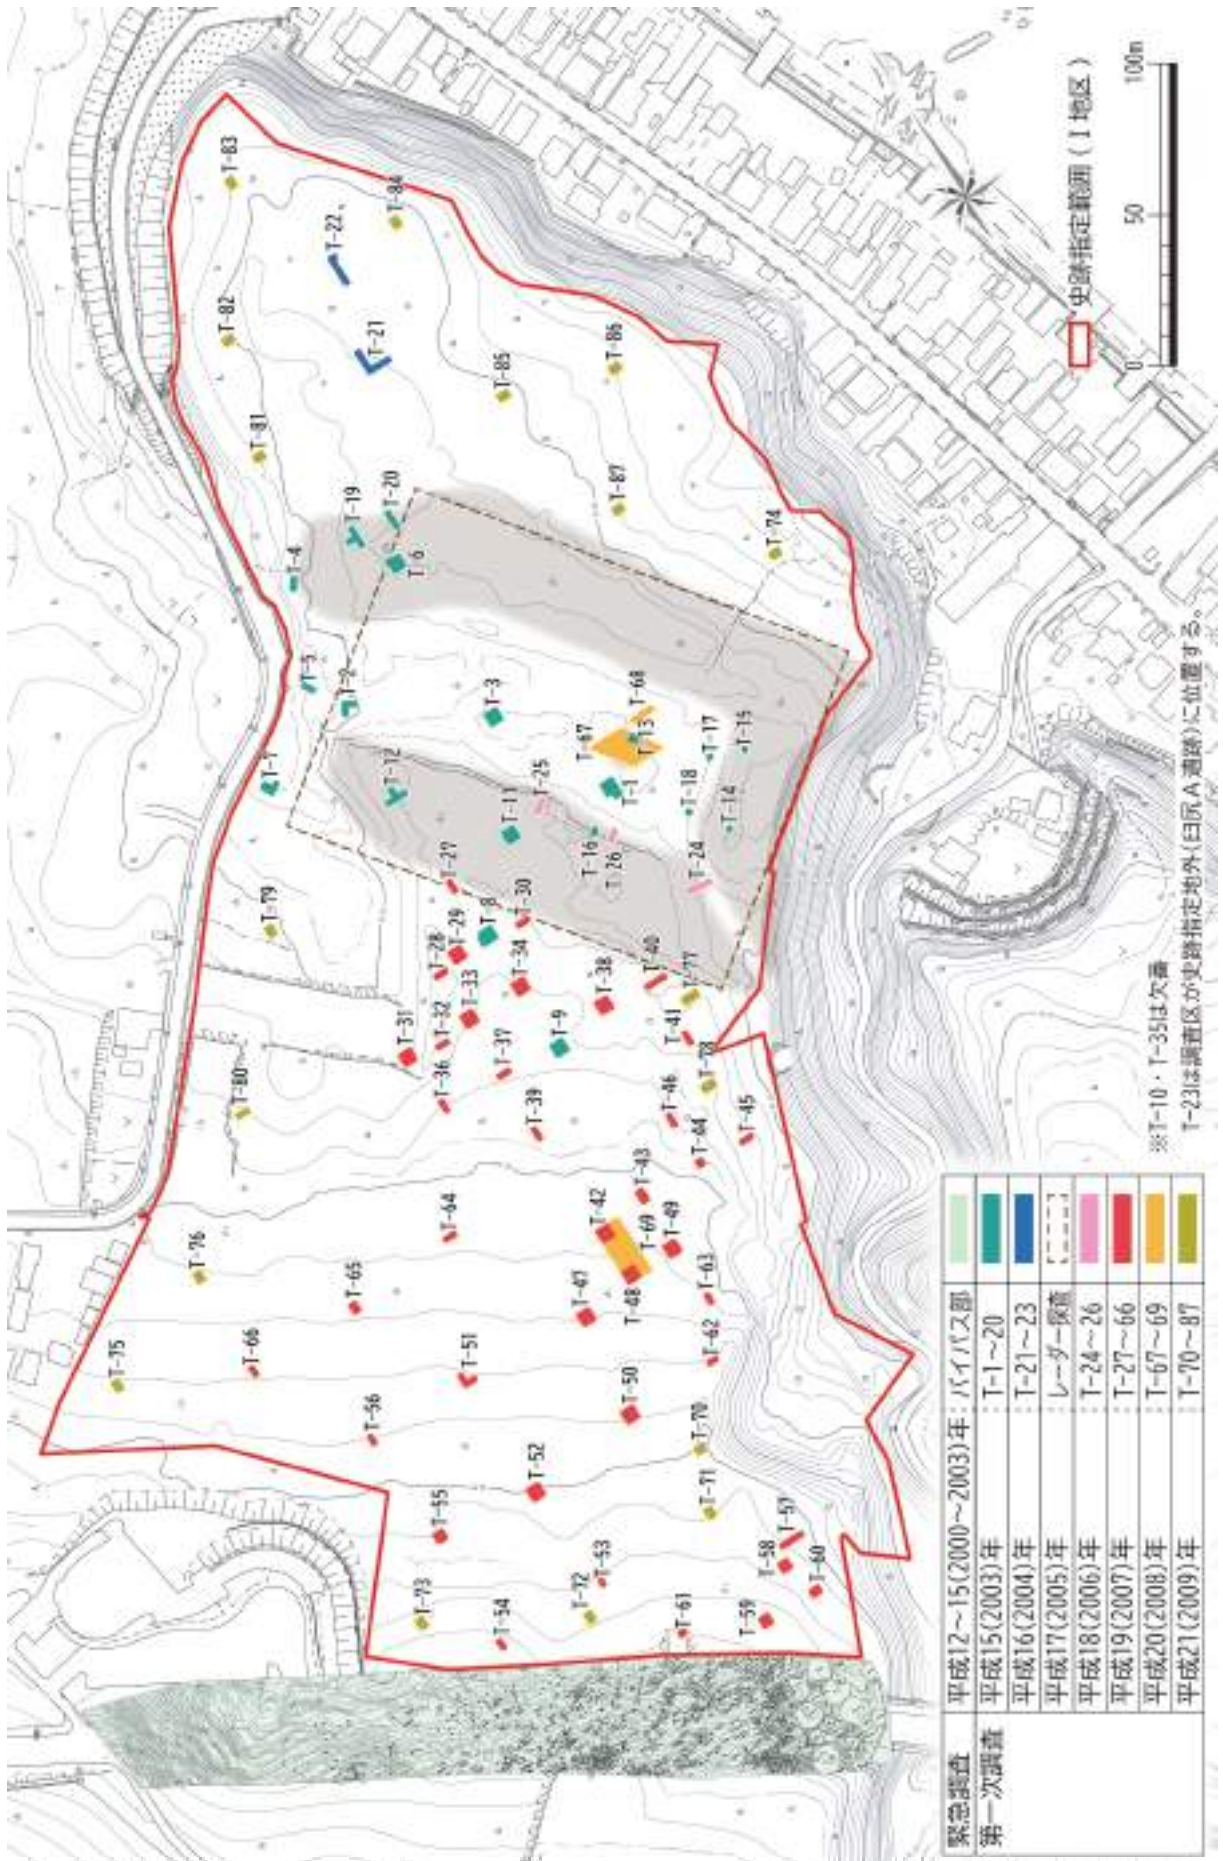 T-83
T-84
T-22
T-82
T-21
T-86
T-85
T-81
T-87
T-74
T-20
T-19
T-6
T-4
T-5
T-2
T-3
T-68
T-67
T-13
T-17
T-15
T-7
T-12
T-25
T-1
T-18
T-14
T-11
T-16
T-26
T-24
T-27
T-30
T-79
T-8
T-29
T-28
T-34
T-33
T-38
T-40
T-77
T-31
T-32
T-9
T-41
T-37
T-36
T-78
T-80
T-39
T-46
T-45
T-44
T-43
T-64
T-42
T-69
T-49
T-76
T-65
T-47
T-48
T-63
T-75
T-66
T-51
T-62
T-50
T-56
T-70
T-52
T-71
T-55
T-57
T-58
T-53
T-60
T-72
T-73
T-54
T-61
T-59
史跡指定範囲(Ⅰ地区)
0 50 100m
※T-10・T-35は欠番
T-23は調査区が史跡指定地外(臼尻A遺跡)に位置する。
緊急調査 平成12~15(2000~2003)年 バイパス部
第一次調査 平成15(2003)年 T-1~20
平成16(2004)年 T-21~23
平成17(2005)年 レーダー探査
平成18(2006)年 T-24~26
平成19(2007)年 T-27~66
平成20(2008)年 T-67~69
平成21(2009)年 T-70~87